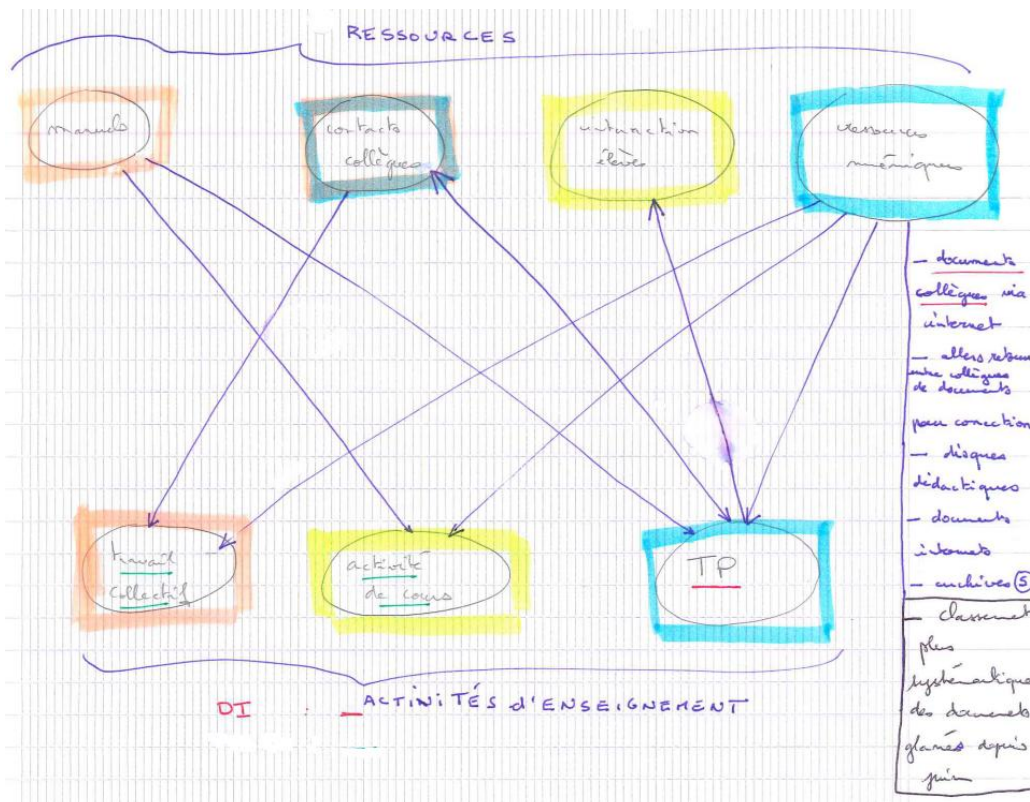 RESSOURCES
manuels
contacts
collègues
interaction
élèves
ressources
numériques
— documents
collègues via
internet
— allers retour
entre collègues
de documents
pour correction
— disques
didactiques
— documents
internets
— archives (5)
— classement
plus
systématique
des documents
glanés depuis
juin
travail
collectif
activité
de cours
TP
ACTIVITÉS d'ENSEIGNEMENT
DI : —